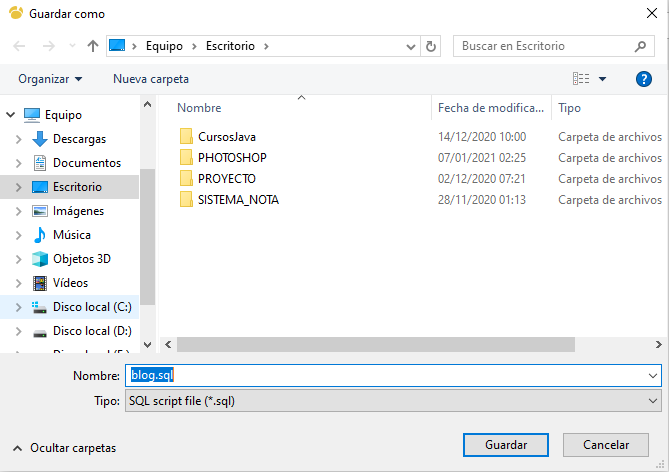 Guardar como
Equipo
Escritorio
Buscar en Escritorio
Organizar
Nueva carpeta
?
Nombre
Fecha de modifica...
Tipo
Equipo
Descargas
Documentos
Escritorio
Imágenes
Música
Objetos 3D
Vídeos
Disco local (C:)
Disco local (D:)
CursosJava 14/12/2020 10:00 Carpeta de archivos
PHOTOSHOP 07/01/2021 02:25 Carpeta de archivos
PROYECTO 02/12/2020 07:21 Carpeta de archivos
SISTEMA_NOTA 28/11/2020 01:13 Carpeta de archivos
Nombre: blog.sql
Tipo: SQL script file (*.sql)
Ocultar carpetas
Guardar
Cancelar